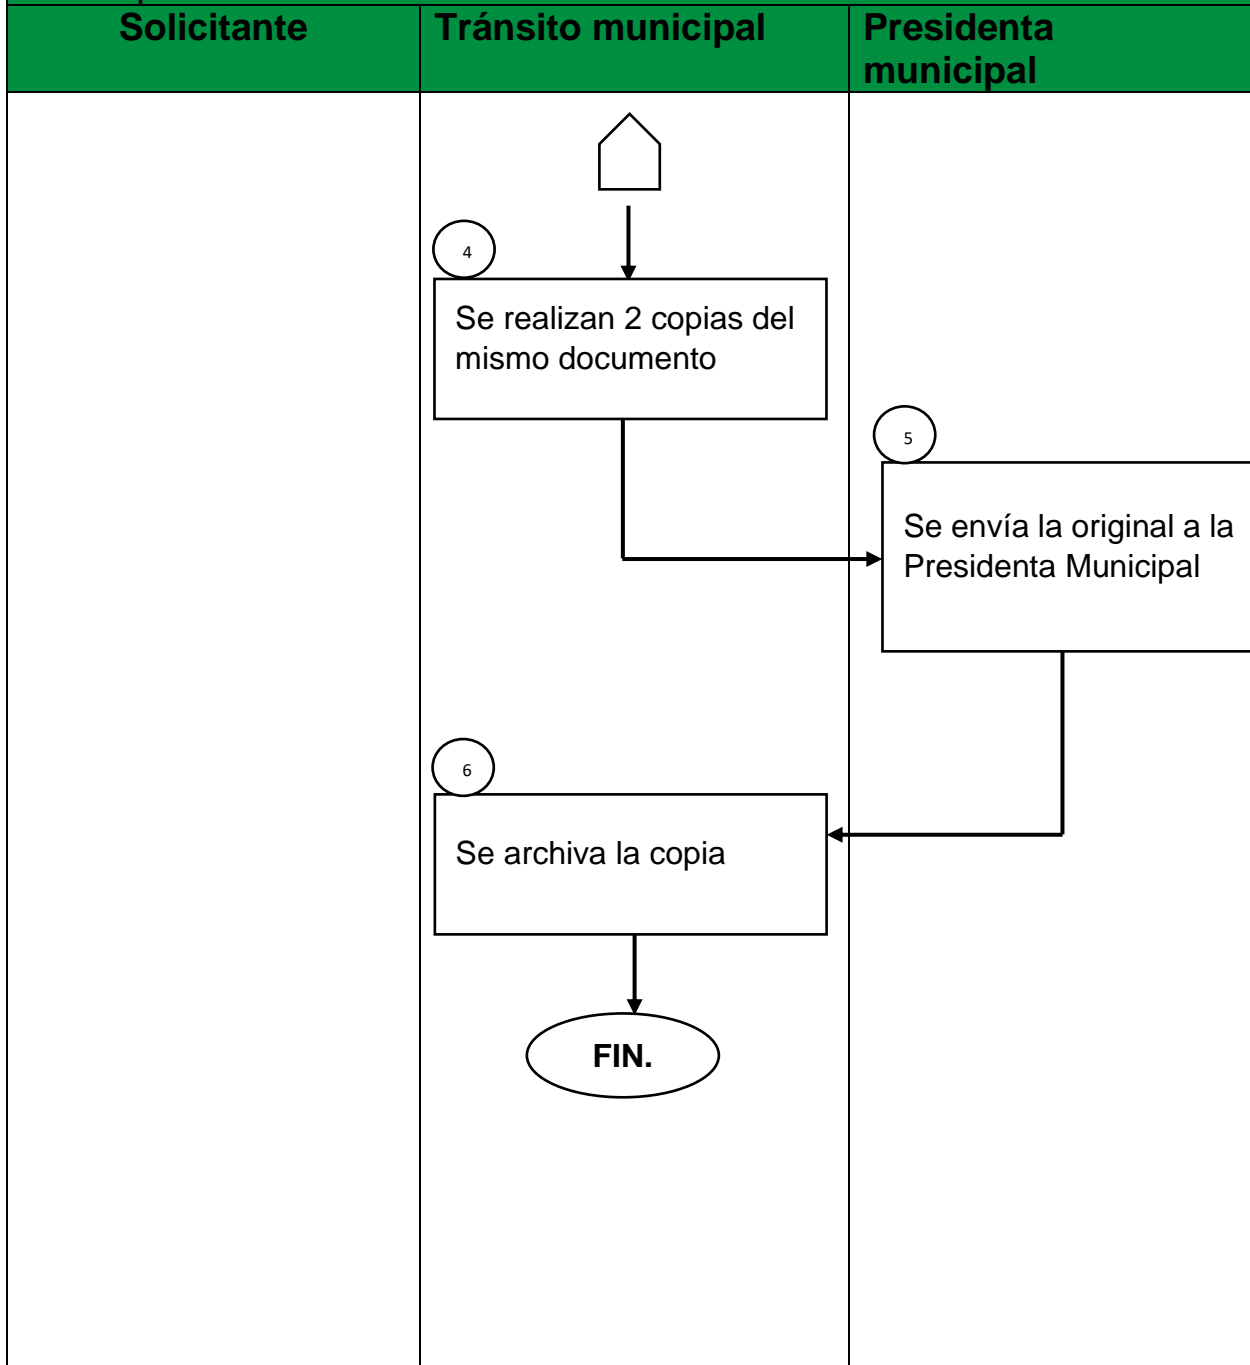 Solicitante
Tránsito municipal
Presidenta
municipal
4
Se realizan 2 copias del
mismo documento
5
Se envía la original a la
Presidenta Municipal
6
Se archiva la copia
FIN.